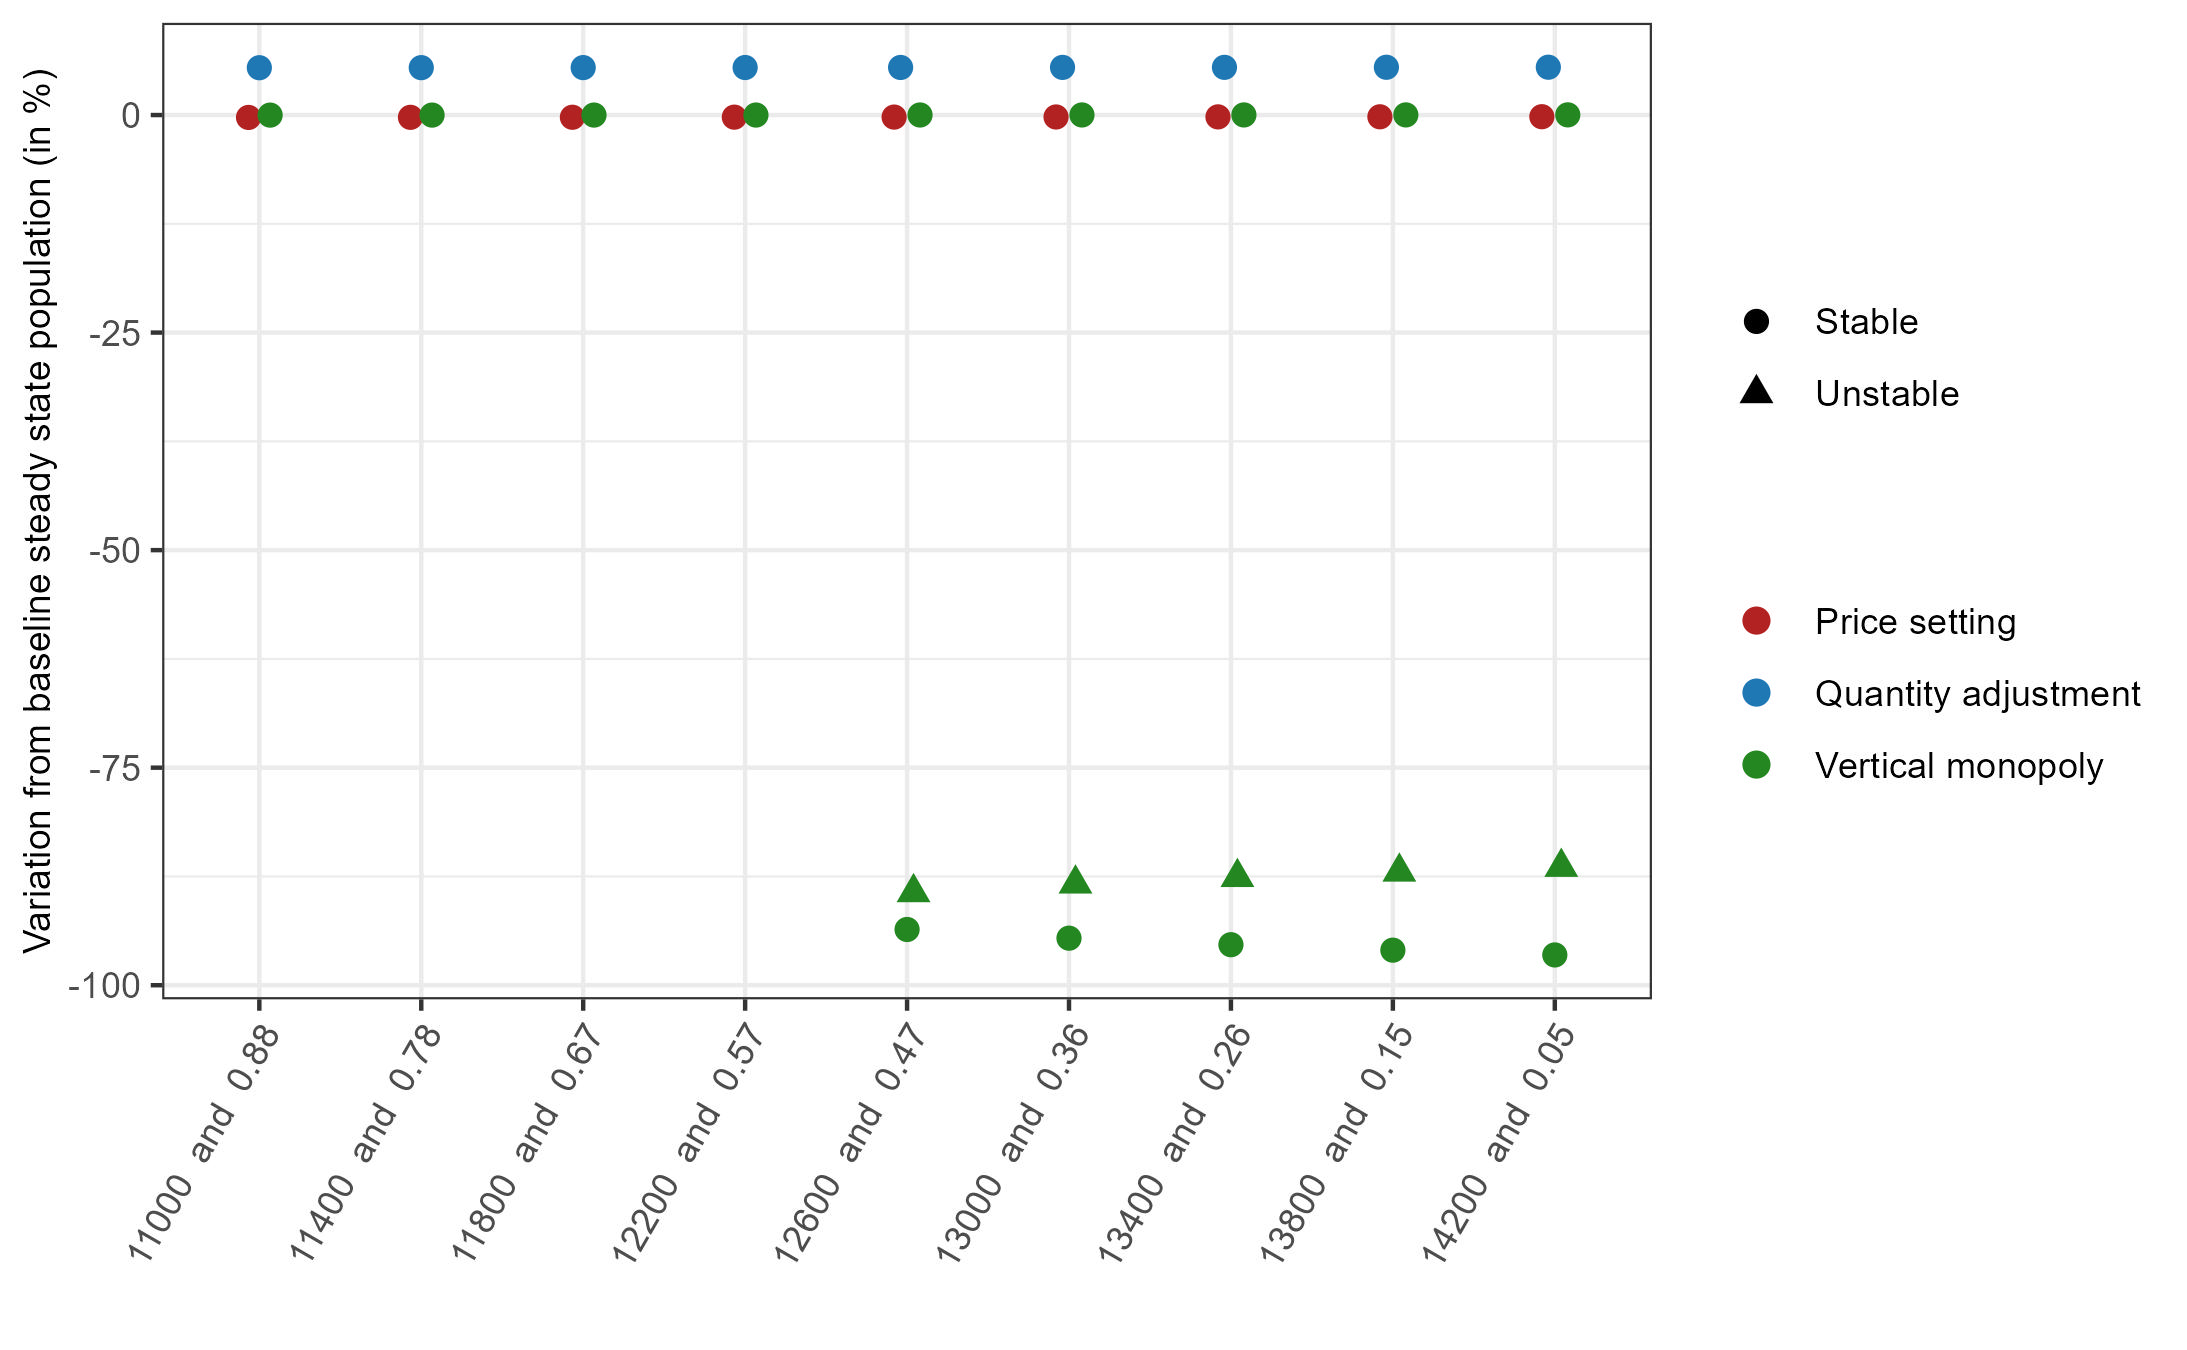 Variation from baseline steady state population (in %)
0
-25
-50
-75
-100
11000 and 0.88
11400 and 0.78
11800 and 0.67
12200 and 0.57
12600 and 0.47
13000 and 0.36
13400 and 0.26
13800 and 0.15
14200 and 0.05
Stable
Unstable
Price setting
Quantity adjustment
Vertical monopoly